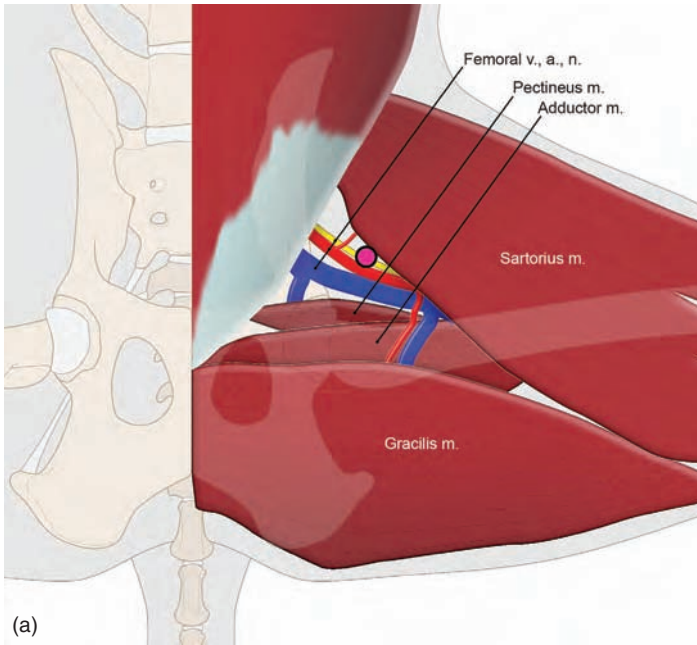 Femoral v., a., n.
Pectineus m.
Adductor m.
Sartorius m.
Gracilis m.
(a)